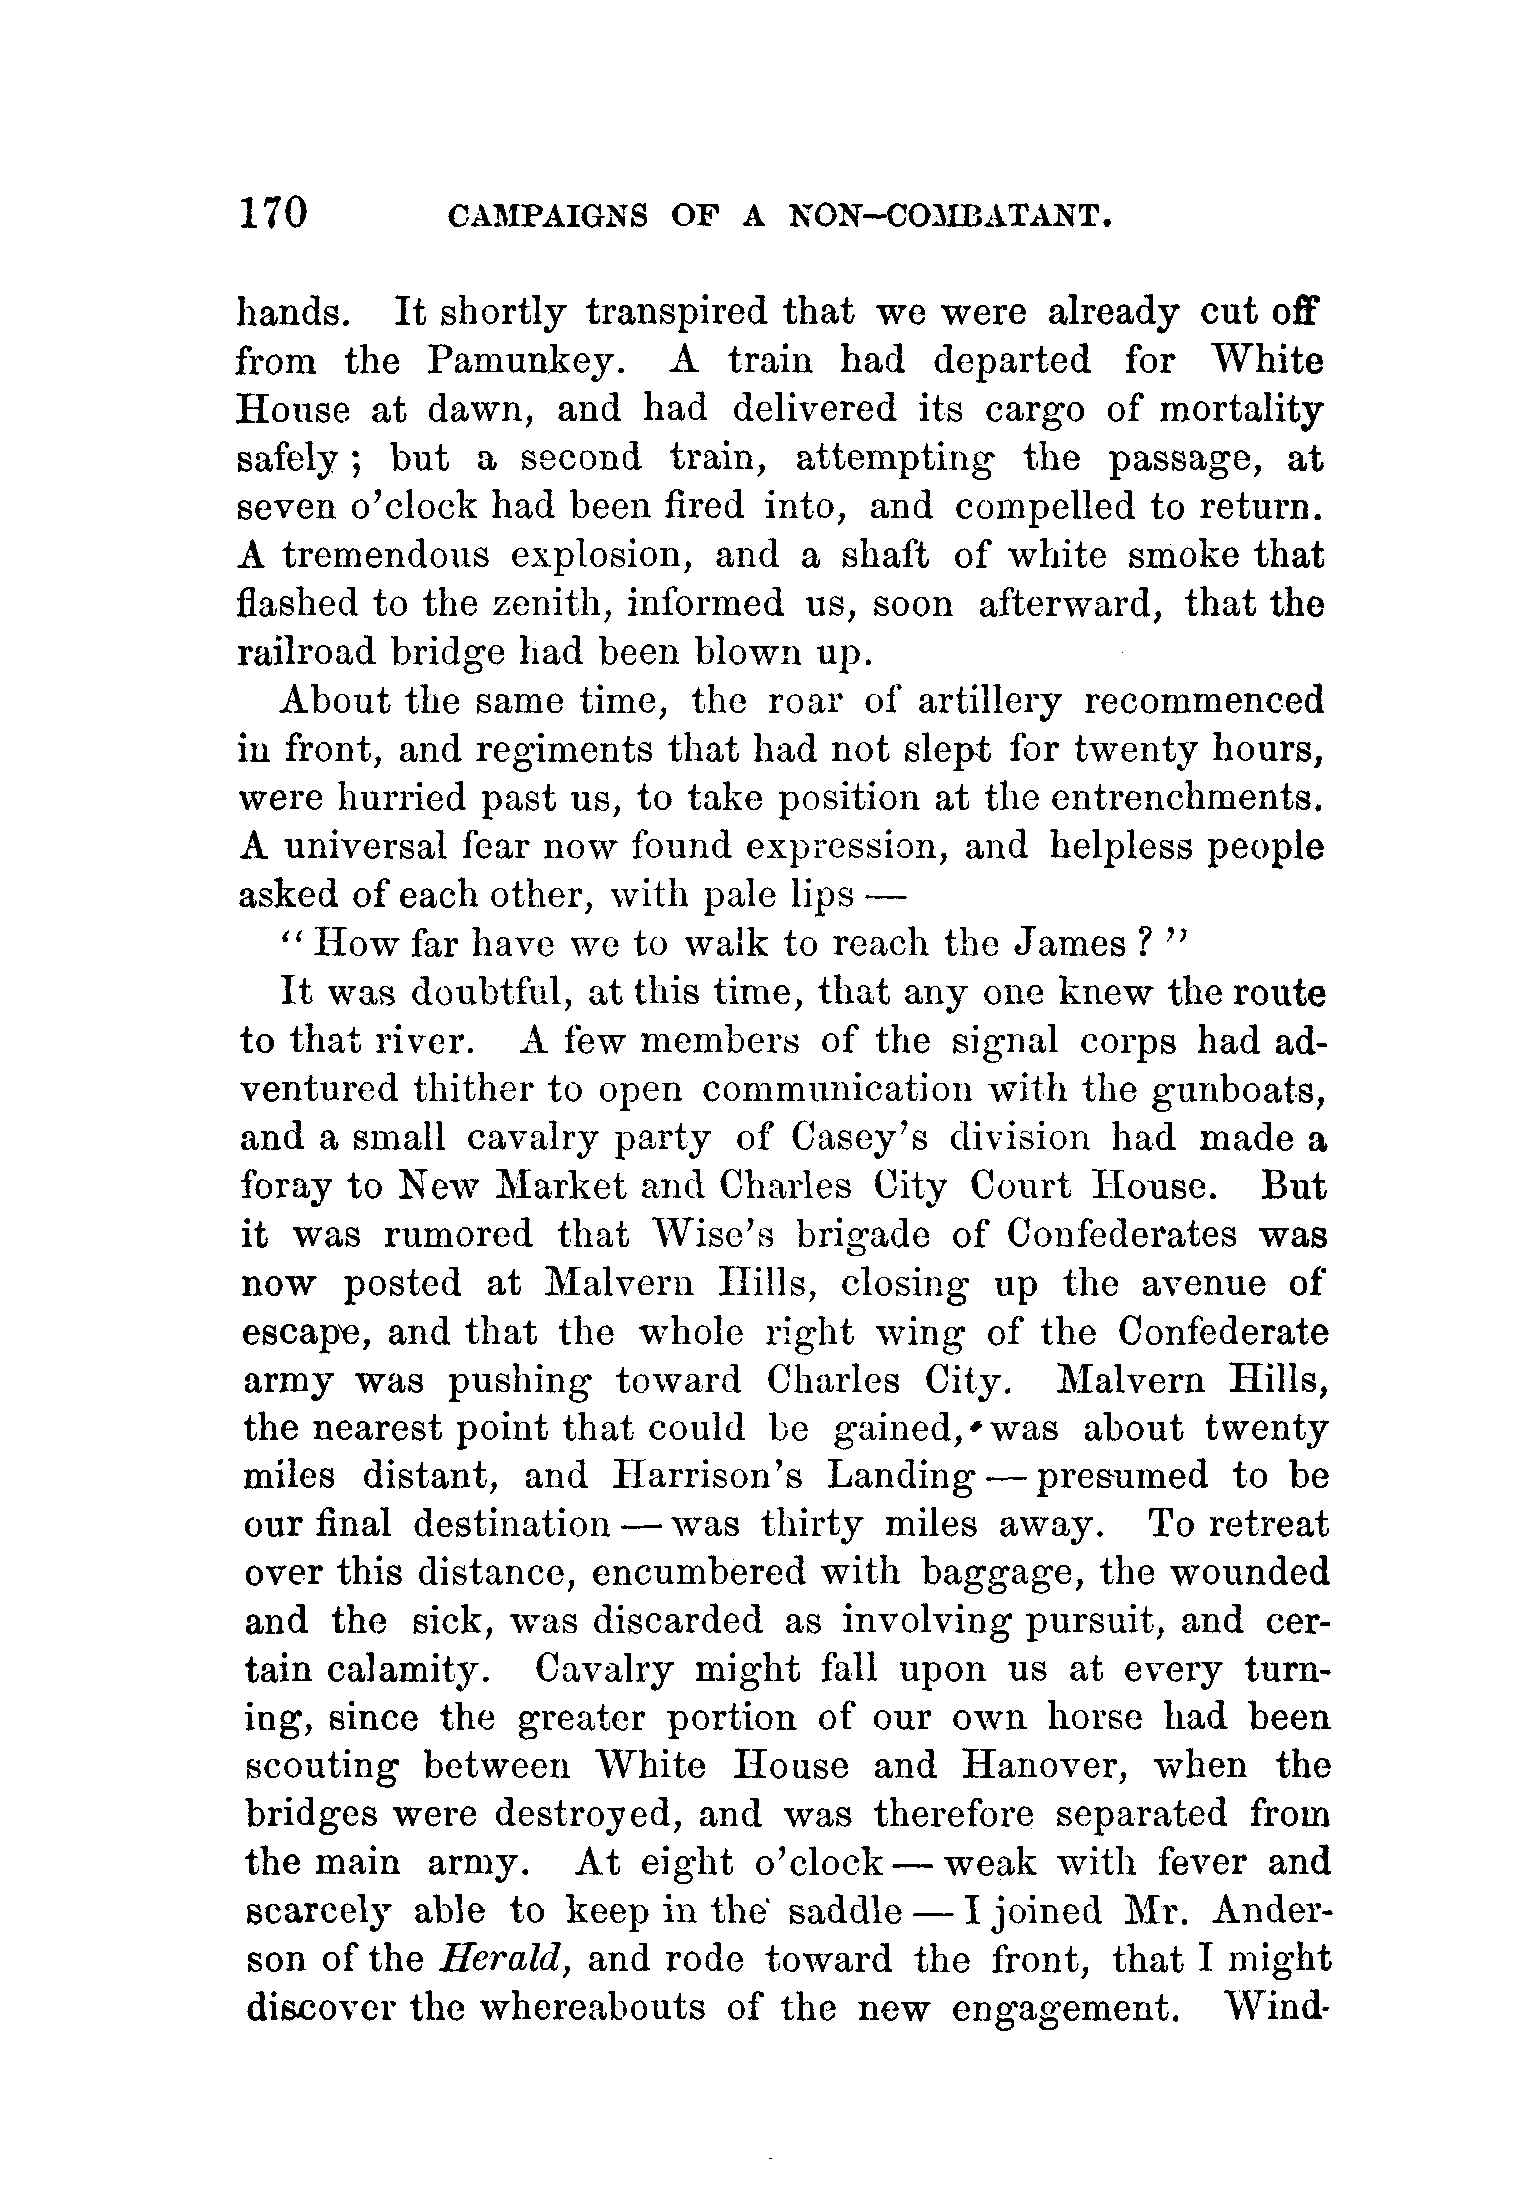 170 CAMPAIGNS OF A NON-COMBATANT.
hands. It shortly transpired that we were already cut off
from the Pamunkey. A train had departed for White
House at dawn, and had delivered its cargo of mortality
safely ; but a second train, attempting the passage, at
seven o'clock had been fired into, and compelled to return.
A tremendous explosion, and a shaft of white smoke that
flashed to the zenith, informed us, soon afterward, that the
railroad bridge had been blown up.
About the same time, the roar of artillery recommenced
in front, and regiments that had not slept for twenty hours,
were hurried past us, to take position at the entrenchments.
A universal fear now found expression, and helpless people
asked of each other, with pale lips —
“ How far have we to walk to reach the James ? ”
It was doubtful, at this time, that any one knew the route
to that river. A few members of the signal corps had ad-
ventured thither to open communication with the gunboats,
and a small cavalry party of Casey's division had made a
foray to New Market and Charles City Court House. But
it was rumored that Wise's brigade of Confederates was
now posted at Malvern Hills, closing up the avenue of
escape, and that the whole right wing of the Confederate
army was pushing toward Charles City. Malvern Hills,
the nearest point that could be gained, was about twenty
miles distant, and Harrison's Landing — presumed to be
our final destination — was thirty miles away. To retreat
over this distance, encumbered with baggage, the wounded
and the sick, was discarded as involving pursuit, and cer-
tain calamity. Cavalry might fall upon us at every turn-
ing, since the greater portion of our own horse had been
scouting between White House and Hanover, when the
bridges were destroyed, and was therefore separated from
the main army. At eight o'clock — weak with fever and
scarcely able to keep in the saddle — I joined Mr. Ander-
son of the Herald, and rode toward the front, that I might
discover the whereabouts of the new engagement. Wind-